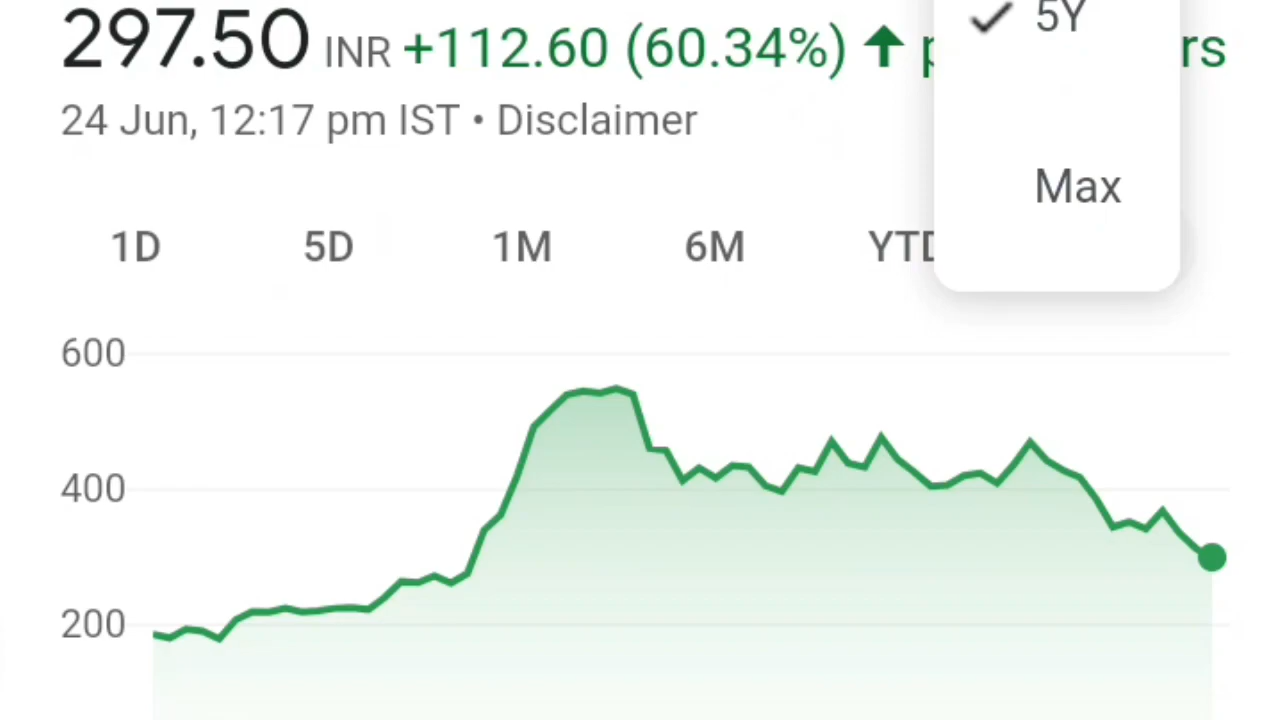 297.50 INR +112.60 (60.34%) rs
24 Jun, 12:17 pm IST • Disclaimer
5Y
Max
1D 5D 1M 6M YTD
600
400
200